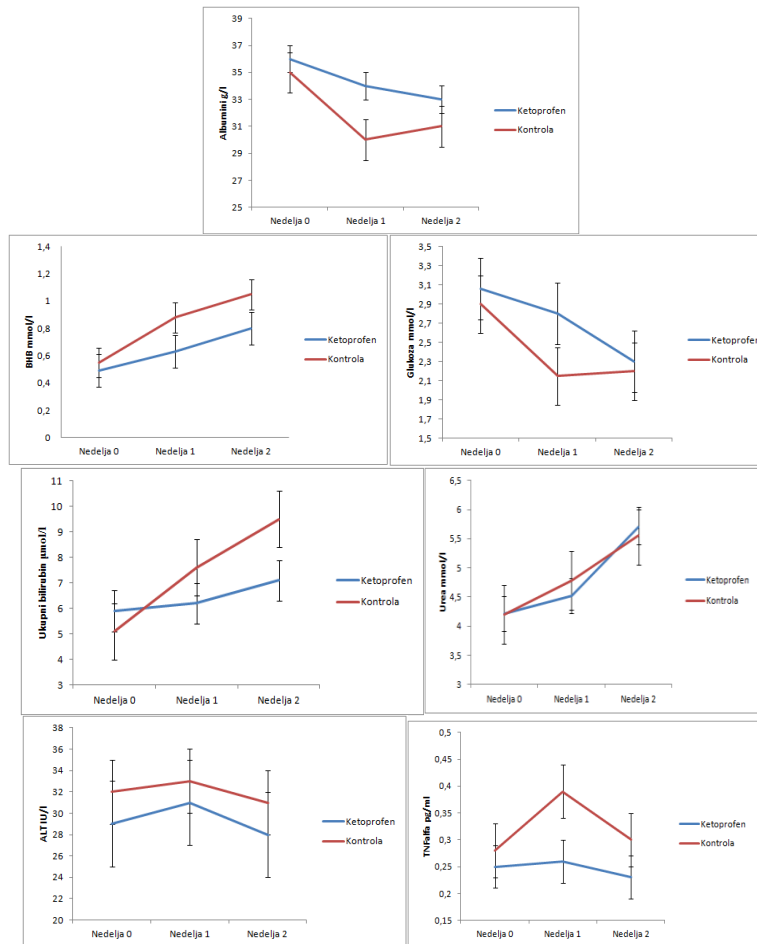 Albumini g/l
37
35
33
31
29
27
25
Nedelja 0 Nedelja 1 Nedelja 2
Ketoprofen
Kontrola
BHB mmol/l
1,4
1,2
1
0,8
0,6
0,4
0,2
0
Nedelja 0 Nedelja 1 Nedelja 2
Ketoprofen
Kontrola
Glukoza mmol/l
3,5
3,3
3,1
2,9
2,7
2,5
2,3
2,1
1,9
1,7
1,5
Nedelja 0 Nedelja 1 Nedelja 2
Ketoprofen
Kontrola
Ukupni bilirubin µmol/l
11
10
9
8
7
6
5
4
3
Nedelja 0 Nedelja 1 Nedelja 2
Ketoprofen
Kontrola
Urea mmol/l
6,5
6
5,5
5
4,5
4
3,5
3
Nedelja 0 Nedelja 1 Nedelja 2
Ketoprofen
Kontrola
ALT IU/l
38
36
34
32
30
28
26
24
22
20
Nedelja 0 Nedelja 1 Nedelja 2
Ketoprofen
Kontrola
TNFalfa pg/ml
0,5
0,45
0,4
0,35
0,3
0,25
0,2
0,15
Nedelja 0 Nedelja 1 Nedelja 2
Ketoprofen
Kontrola